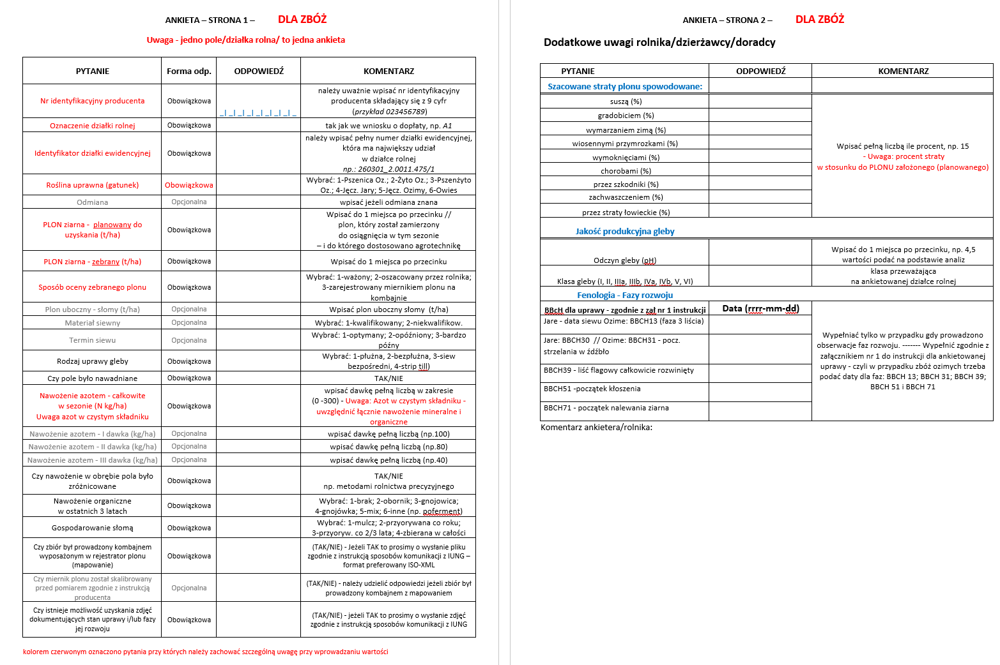 ANKIETA – STRONA 1 – DLA ZBÓŻ
Uwaga - jedno pole/działka rolna/ to jedna ankieta
PYTANIE Forma odp. ODPOWIEDŹ KOMENTARZ
Nr identyfikacyjny producenta Obowiązkowa _|_|_|_|_|_|_|_|_ należy uważnie wpisać nr identyfikacyjny
producenta składający się z 9 cyfr
(przykład 023456789)
Oznaczenie działki rolnej Obowiązkowa tak jak we wniosku o dopłaty, np. A1
Identyfikator działki ewidencyjnej Obowiązkowa należy wpisać pełny numer działki ewidencyjnej,
która ma największy udział
w działce rolnej
np.: 260301_2.0011.475/1
Roślina uprawna (gatunek) Obowiązkowa Wybrać: 1-Pszenica Oz.; 2-Żyto Oz.; 3-Pszenżyto
Oz.; 4-Jęcz. Jary; 5-Jęcz. Ozimy, 6-Owies
Odmiana Opcjonalna wpisać jeżeli odmiana znana
PLON ziarna - planowany do
uzyskania (t/ha) Obowiązkowa Wpisać do 1 miejsca po przecinku //
plon, który został zamierzony
do osiągnięcia w tym sezonie
– i do którego dostosowano agrotechnikę
PLON ziarna - zebrany (t/ha) Obowiązkowa Wpisać do 1 miejsca po przecinku
Sposób oceny zebranego plonu Obowiązkowa Wybrać: 1-ważony; 2-oszacowany przez rolnika;
3-zarejestrowany miernikiem plonu na
kombajnie
Plon uboczny - słomy (t/ha) Opcjonalna Wpisać plon uboczny słomy (t/ha)
Materiał siewny Opcjonalna Wybrać: 1-kwalifikowany; 2-niekwalifikow.
Termin siewu Opcjonalna Wybrać: 1-optymany; 2-opóźniony; 3-bardzo
późny
Rodzaj uprawy gleby Obowiązkowa Wybrać: 1-płużna, 2-bezpłużna, 3-siew
bezpośredni, 4-strip till)
Czy pole było nawadniane Obowiązkowa TAK/NIE
Nawożenie azotem - całkowite
w sezonie (N kg/ha)
Uwaga azot w czystym składniku Obowiązkowa wpisać dawkę pełną liczbą w zakresie
(0 -300) - Uwaga: Azot w czystym składniku -
uwzględnić łącznie nawożenie mineralne i
organiczne
Nawożenie azotem - I dawka (kg/ha) Opcjonalna wpisać dawkę pełną liczbą (np.100)
Nawożenie azotem - II dawka (kg/ha) Opcjonalna wpisać dawkę pełną liczbą (np.80)
Nawożenie azotem - III dawka (kg/ha) Opcjonalna wpisać dawkę pełną liczbą (np.40)
Czy nawożenie w obrębie pola było
zróżnicowane Obowiązkowa TAK/NIE
np. metodami rolnictwa precyzyjnego
Nawożenie organiczne
w ostatnich 3 latach Obowiązkowa Wybrać: 1-brak; 2-obornik; 3-gnojowica;
4-gnojówka; 5-mix; 6-inne (np. poferment)
Gospodarowanie słomą Obowiązkowa Wybrać: 1-mulcz; 2-przyorywana co roku;
3-przyoryw. co 2/3 lata; 4-zbierana w całości
Czy zbiór był prowadzony kombajnem
wyposażonym w rejestrator plonu
(mapowanie) Obowiązkowa (TAK/NIE) - Jeżeli TAK to prosimy o wysłanie pliku
zgodnie z instrukcją sposobów komunikacji z IUNG –
format preferowany ISO-XML
Czy miernik plonu został skalibrowany
przed pomiarem zgodnie z instrukcją
producenta Opcjonalna (TAK/NIE) - należy udzielić odpowiedzi jeżeli zbiór był
prowadzony kombajnem z mapowaniem
Czy istnieje możliwość uzyskania zdjęć
dokumentujących stan uprawy i/lub fazy
jej rozwoju Obowiązkowa (TAK/NIE) - jeżeli TAK to prosimy o wysłanie zdjęć
zgodnie z instrukcją sposobów komunikacji z IUNG
kolorem czerwonym oznaczono pytania przy których należy zachować szczególną uwagę przy wprowadzaniu wartości
ANKIETA – STRONA 2 – DLA ZBÓŻ
Dodatkowe uwagi rolnika/dzierżawcy/doradcy
PYTANIE ODPOWIEDŹ KOMENTARZ
Szacowane straty plonu spowodowane:
suszą (%)
gradobiciem (%)
wymarzaniem zimą (%)
wiosennymi przymrozkami (%)
wymoknięciami (%)
chorobami (%)
przez szkodniki (%)
zachwaszczeniem (%)
przez straty łowieckie (%)
Wpisać pełną liczbą ile procent, np. 15
- Uwaga: procent straty
w stosunku do PLONU założonego (planowanego)
Jakość produkcyjna gleby
Odczyn gleby (pH) Wpisać do 1 miejsca po przecinku, np. 4,5
wartości podać na podstawie analiz
Klasa gleby (I, II, IIIa, IIIb, IVa, IVb, V, VI) klasa przeważająca
na ankietowanej działce rolnej
Fenologia - Fazy rozwoju
BBcH dla uprawy - zgodnie z zał nr 1 instrukcji Data (rrrr-mm-dd)
Jare - data siewu Ozime: BBCH13 (faza 3 liścia)
Jare: BBCH30 // Ozime: BBCH31 - pocz.
strzelania w źdźbło
BBCH39 - liść flagowy całkowicie rozwinięty
BBCH51 -początek kłoszenia
BBCH71 - początek nalewania ziarna
Wypełniać tylko w przypadku gdy prowadzono
obserwacje faz rozwoju. ------- Wypełnić zgodnie z
załącznikiem nr 1 do instrukcji dla ankietowanej
uprawy - czyli w przypadku zbóż ozimych trzeba
podać daty dla faz: BBCH 13; BBCH 31; BBCH 39;
BBCH 51 i BBCH 71
Komentarz ankietera/rolnika: